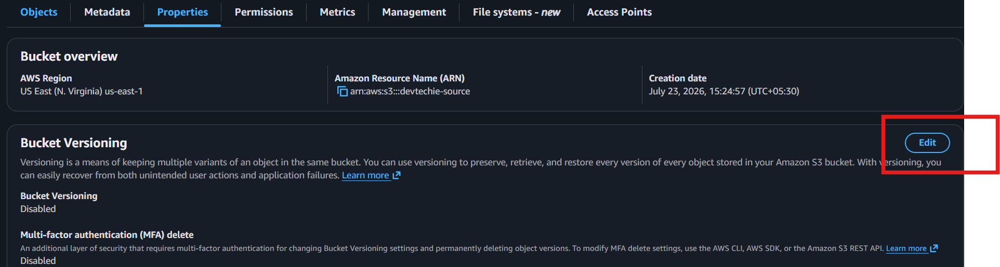 Objects Metadata Properties Permissions Metrics Management File systems - new Access Points
Bucket overview
AWS Region
US East (N. Virginia) us-east-1
Amazon Resource Name (ARN)
arn:aws:s3:::devtechie-source
Creation date
July 23, 2026, 15:24:57 (UTC+05:30)
Bucket Versioning
Edit
Versioning is a means of keeping multiple variants of an object in the same bucket. You can use versioning to preserve, retrieve, and restore every version of every object stored in your Amazon S3 bucket. With versioning, you
can easily recover from both unintended user actions and application failures. Learn more
Bucket Versioning
Disabled
Multi-factor authentication (MFA) delete
An additional layer of security that requires multi-factor authentication for changing Bucket Versioning settings and permanently deleting object versions. To modify MFA delete settings, use the AWS CLI, AWS SDK, or the Amazon S3 REST API. Learn more
Disabled